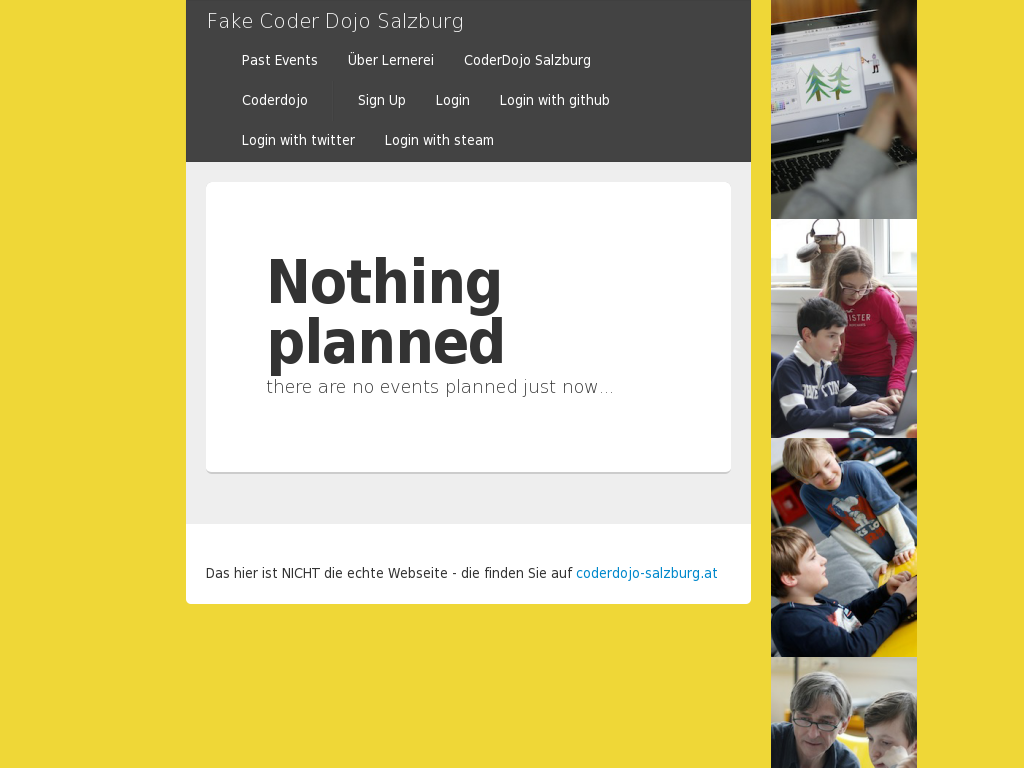 Fake Coder Dojo Salzburg
Past Events Über Lernerei CoderDojo Salzburg
Coderdojo Sign Up Login Login with github
Login with twitter Login with steam
Nothing
planned
there are no events planned just now...
Das hier ist NICHT die echte Webseite - die finden Sie auf coderdojo-salzburg.at